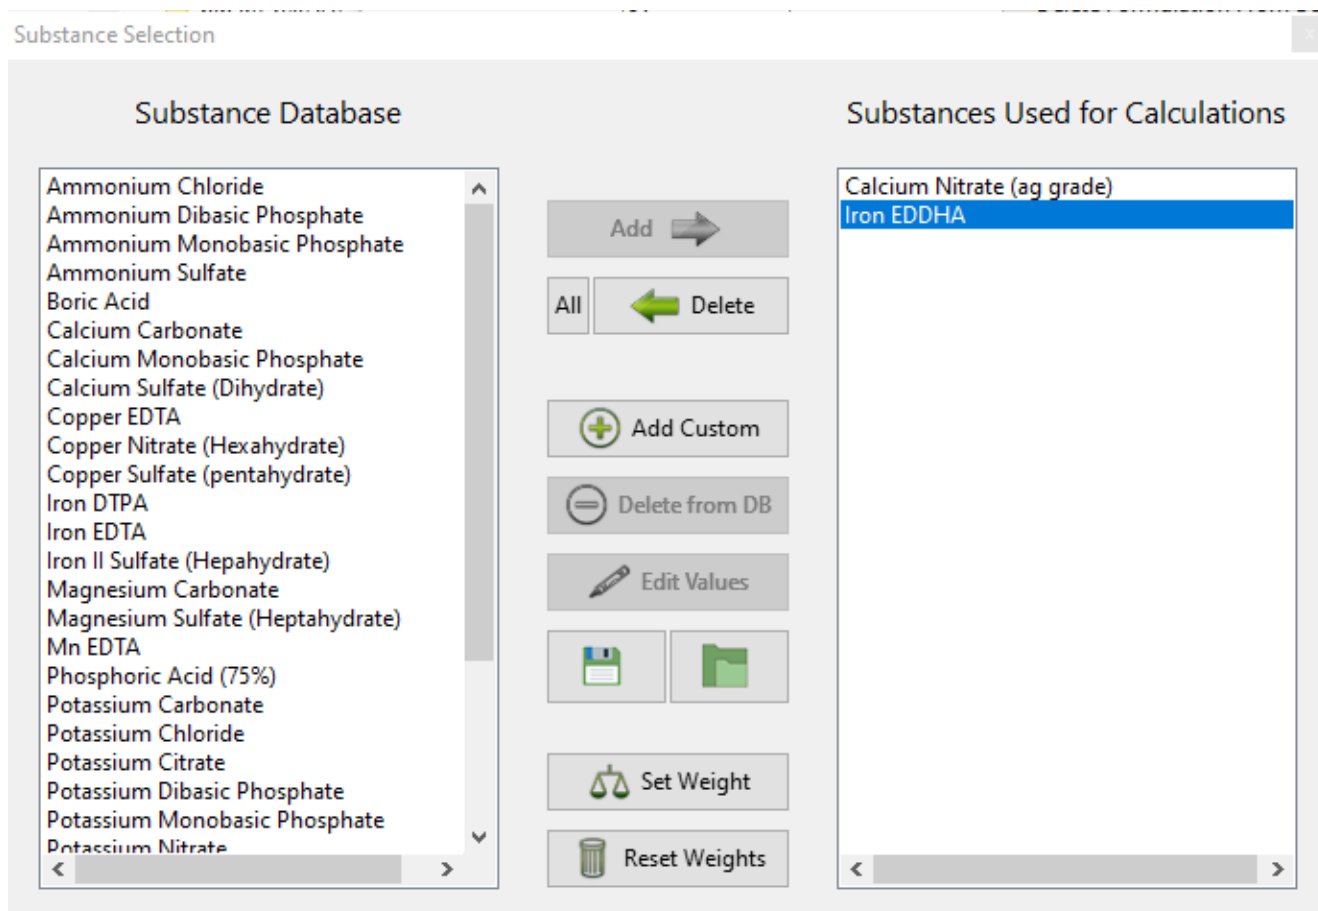 Substance Selection
x
Substance Database
Substances Used for Calculations
Ammonium Chloride
Ammonium Dibasic Phosphate
Ammonium Monobasic Phosphate
Ammonium Sulfate
Boric Acid
Calcium Carbonate
Calcium Monobasic Phosphate
Calcium Sulfate (Dihydrate)
Copper EDTA
Copper Nitrate (Hexahydrate)
Copper Sulfate (pentahydrate)
Iron DTPA
Iron EDTA
Iron II Sulfate (Hepahydrate)
Magnesium Carbonate
Magnesium Sulfate (Heptahydrate)
Mn EDTA
Phosphoric Acid (75%)
Potassium Carbonate
Potassium Chloride
Potassium Citrate
Potassium Dibasic Phosphate
Potassium Monobasic Phosphate
Potassium Nitrate
Add
All
Delete
Add Custom
Delete from DB
Edit Values
Set Weight
Reset Weights
Calcium Nitrate (ag grade)
Iron EDDHA